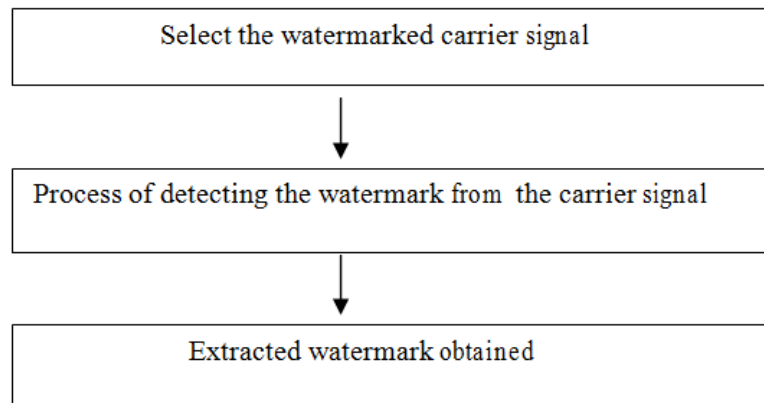 Select the watermarked carrier signal
Process of detecting the watermark from the carrier signal
Extracted watermark obtained